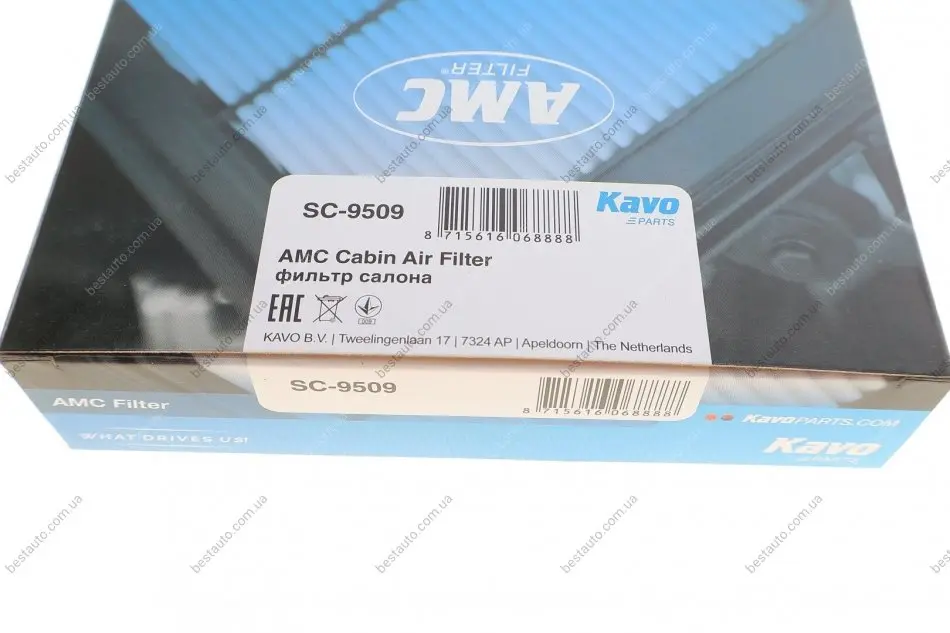 AMC
FILTER®
SC-9509
8 715616 068888
Kavo
PARTS
AMC Cabin Air Filter
фильтр салона
EAC
003
KAVO B.V. | Tweelingenlaan 17 | 7324 AP | Apeldoorn | The Netherlands
SC-9509
8 715616 068888
AMC Filter
WHAT DRIVES US!
KAVOPARTS.COM
Kavo
PARTS
bestauto.com.ua